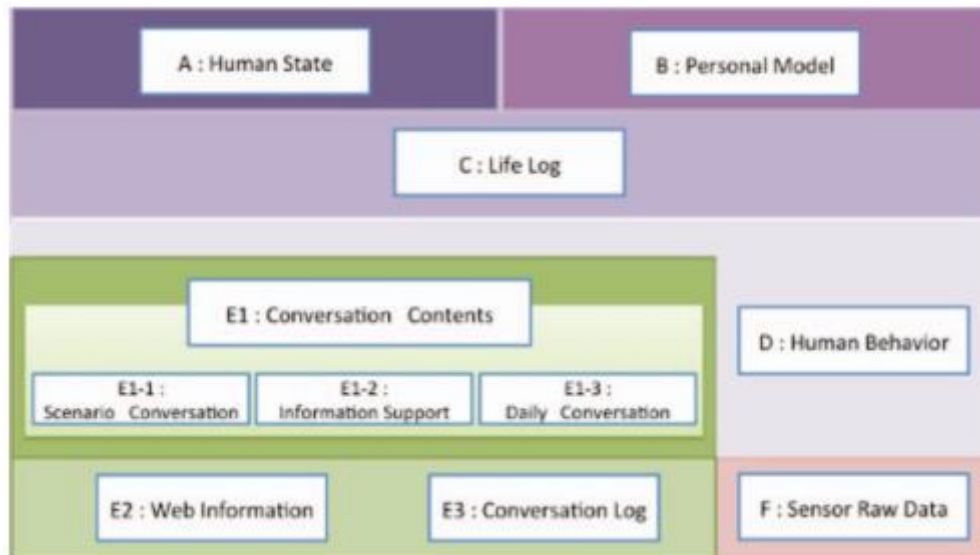 A : Human State
B : Personal Model
C : Life Log
E1 : Conversation Contents
D : Human Behavior
E1-1 :
Scenario Conversation
E1-2 :
Information Support
E1-3 :
Daily Conversation
E2 : Web Information
E3 : Conversation Log
F : Sensor Raw Data